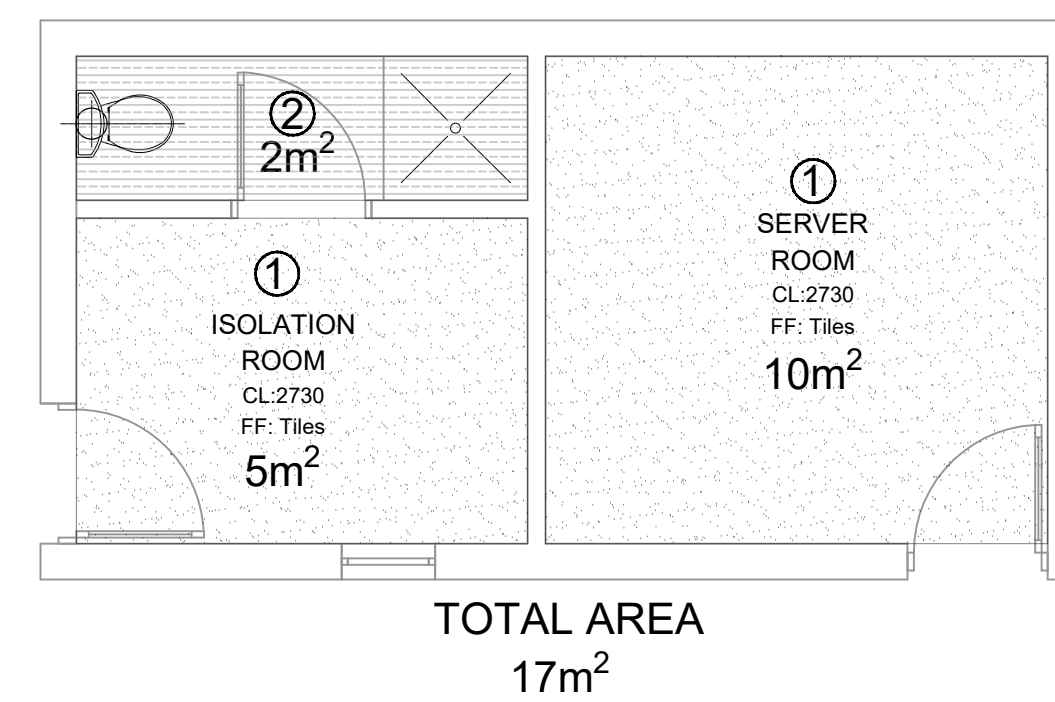 ②
2m²
①
ISOLATION
ROOM
CL:2730
FF: Tiles
5m²
①
SERVER
ROOM
CL:2730
FF: Tiles
10m²
TOTAL AREA
17m²